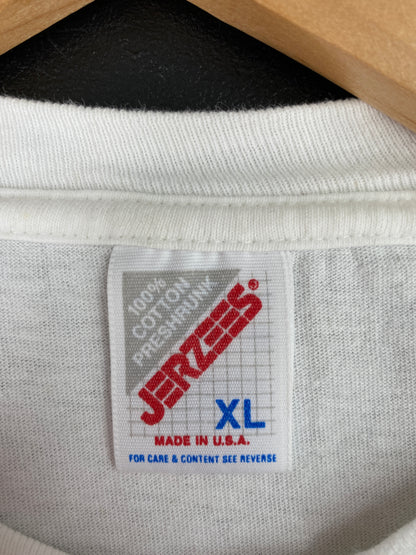 100%
COTTON
PRESHRUNK
JERZEES®
XL
MADE IN U.S.A.
FOR CARE & CONTENT SEE REVERSE